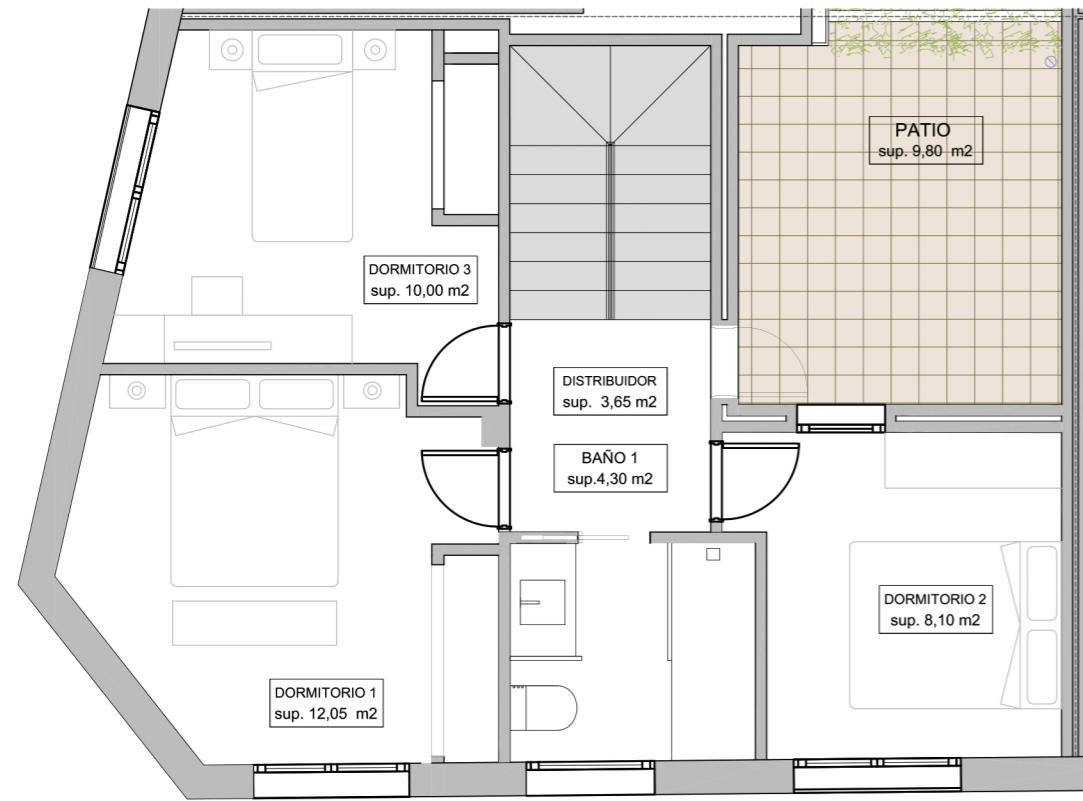 PATIO
sup. 9,80 m2
DORMITORIO 3
sup. 10,00 m2
DISTRIBUIDOR
sup. 3,65 m2
BAÑO 1
sup.4,30 m2
DORMITORIO 2
sup. 8,10 m2
DORMITORIO 1
sup. 12,05 m2